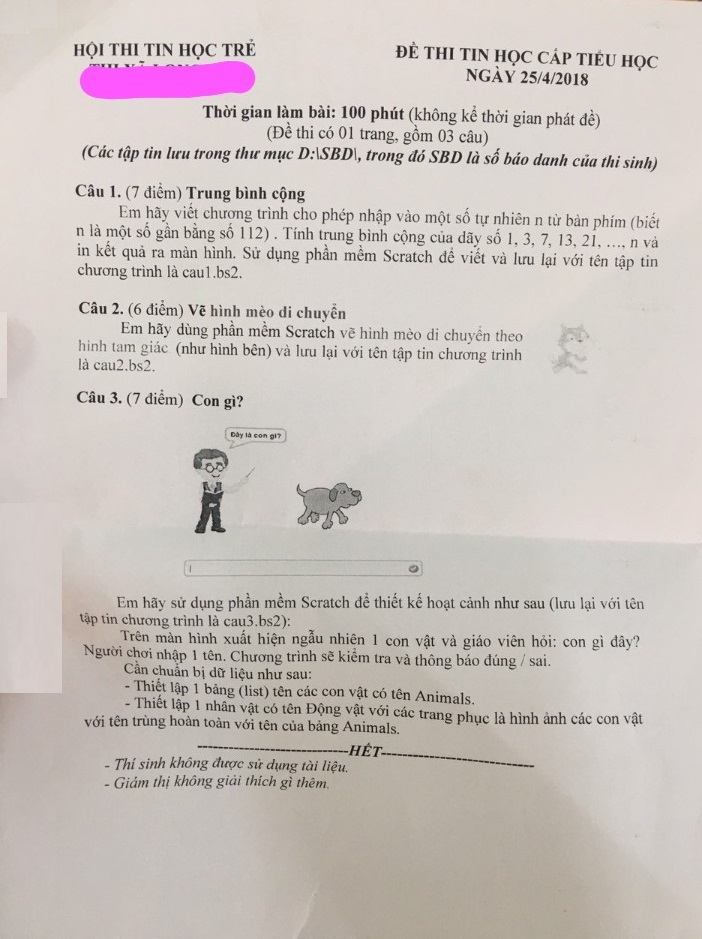 HỘI THI TIN HỌC TRẺ
ĐỀ THI TIN HỌC CẤP TIỂU HỌC
NGÀY 25/4/2018
Thời gian làm bài: 100 phút (không kể thời gian phát đề)
(Đề thi có 01 trang, gồm 03 câu)
(Các tập tin lưu trong thư mục D:\SBD\, trong đó SBD là số báo danh của thi sinh)
Câu 1. (7 điểm) Trung bình cộng
Em hãy viết chương trình cho phép nhập vào một số tự nhiên n từ bàn phím (biết
n là một số gần bằng số 112) . Tính trung bình cộng của dãy số 1, 3, 7, 13, 21, …, n và
in kết quả ra màn hình. Sử dụng phần mềm Scratch để viết và lưu lại với tên tập tin
chương trình là cau1.bs2.
Câu 2. (6 điểm) Vẽ hình mèo di chuyển
Em hãy dùng phần mềm Scratch vẽ hình mèo di chuyển theo
hình tam giác (như hình bên) và lưu lại với tên tập tin chương trình
là cau2.bs2.
Câu 3. (7 điểm) Con gì?
Đây là con gì?
Em hãy sử dụng phần mềm Scratch để thiết kế hoạt cảnh như sau (lưu lại với tên
tập tin chương trình là cau3.bs2):
Trên màn hình xuất hiện ngẫu nhiên 1 con vật và giáo viên hỏi: con gì đây?
Người chơi nhập 1 tên. Chương trình sẽ kiểm tra và thông báo đúng / sai.
Cần chuẩn bị dữ liệu như sau:
- Thiết lập 1 bảng (list) tên các con vật có tên Animals.
- Thiết lập 1 nhân vật có tên Động vật với các trang phục là hình ảnh các con vật
với tên trùng hoàn toàn với tên của bảng Animals.
-HẾT-
- Thí sinh không được sử dụng tài liệu.
- Giám thị không giải thích gì thêm.